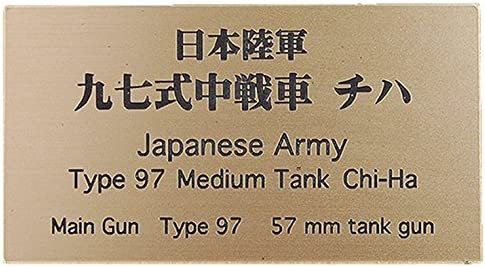 日本陸軍
九七式中戦車 チハ
Japanese Army
Type 97 Medium Tank Chi-Ha
Main Gun Type 97 57 mm tank gun